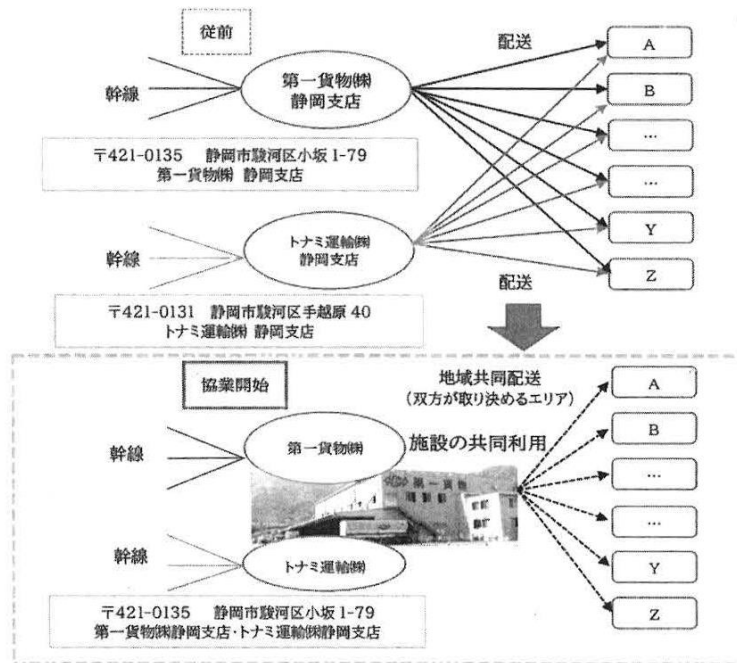 従前
幹線
第一貨物㈱
静岡支店
配送
A
B
…
…
Y
Z
〒421-0135 静岡市駿河区小坂 1-79
第一貨物㈱ 静岡支店
幹線
トナミ運輸㈱
静岡支店
配送
〒421-0131 静岡市駿河区手越原 40
トナミ運輸㈱ 静岡支店
協業開始
地域共同配送
(双方が取り決めるエリア)
幹線
第一貨物㈱
施設の共同利用
第一貨物
A
B
…
…
Y
Z
幹線
トナミ運輸㈱
〒421-0135 静岡市駿河区小坂 1-79
第一貨物㈱静岡支店・トナミ運輸㈱静岡支店